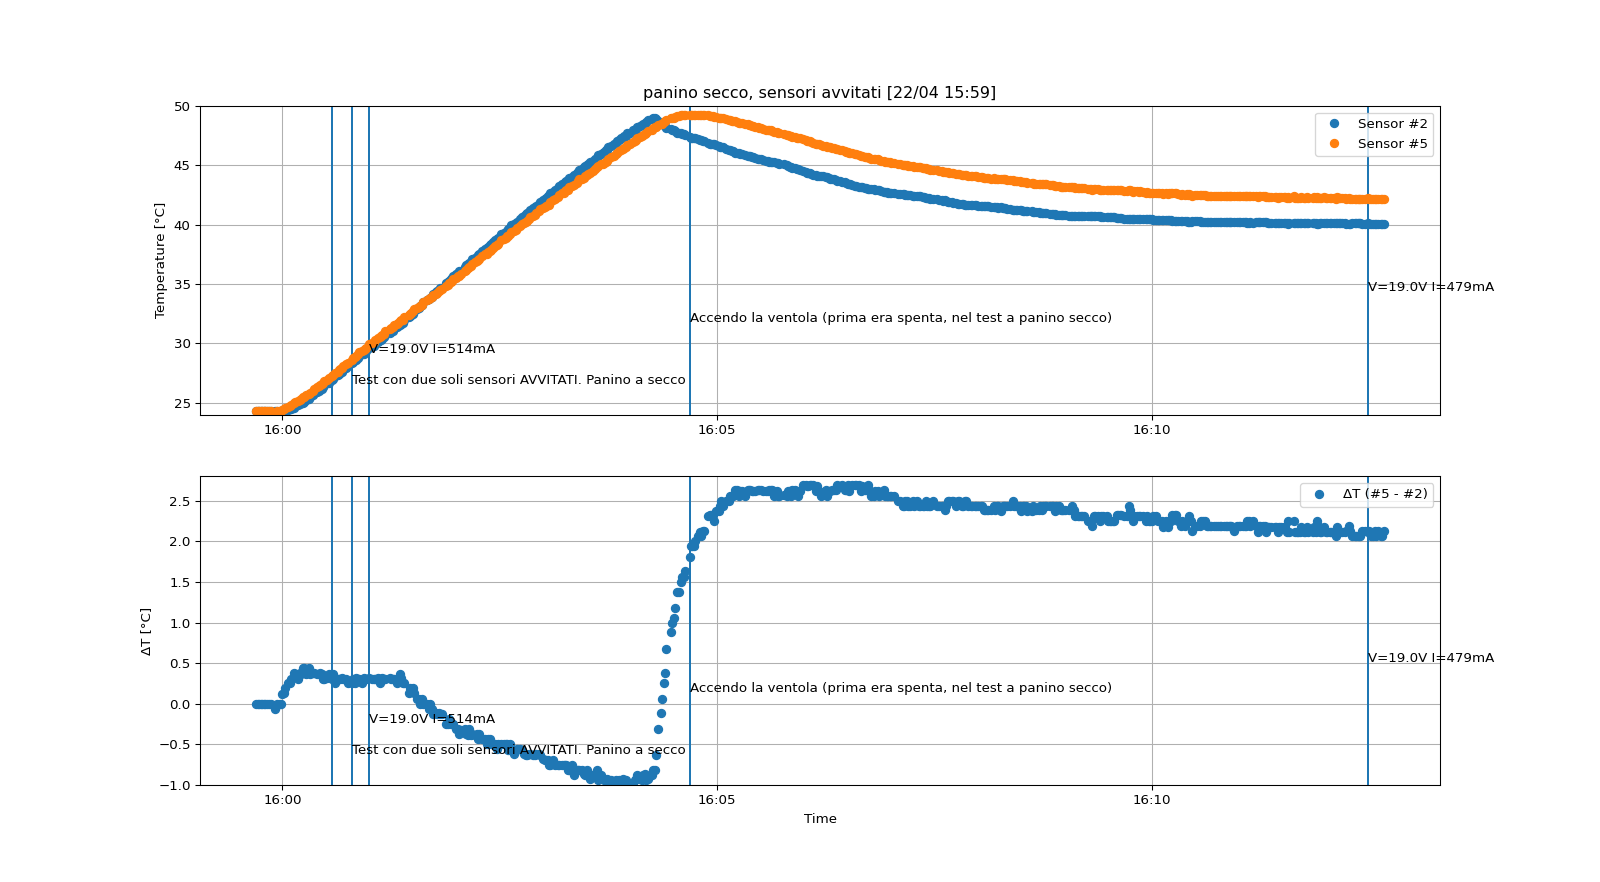 panino secco, sensori avvitati [22/04 15:59]
50
45
40
35
30
25
Temperature [°C]
Sensor #2
Sensor #5
V=19.0V I=479mA
Accendo la ventola (prima era spenta, nel test a panino secco)
V=19.0V I=514mA
Test con due soli sensori AVVITATI. Panino a secco
16:00
16:05
16:10
2.5
2.0
1.5
1.0
0.5
0.0
−0.5
−1.0
ΔT [°C]
ΔT (#5 - #2)
V=19.0V I=479mA
Accendo la ventola (prima era spenta, nel test a panino secco)
V=19.0V I=514mA
Test con due soli sensori AVVITATI. Panino a secco
16:00
16:05
16:10
Time